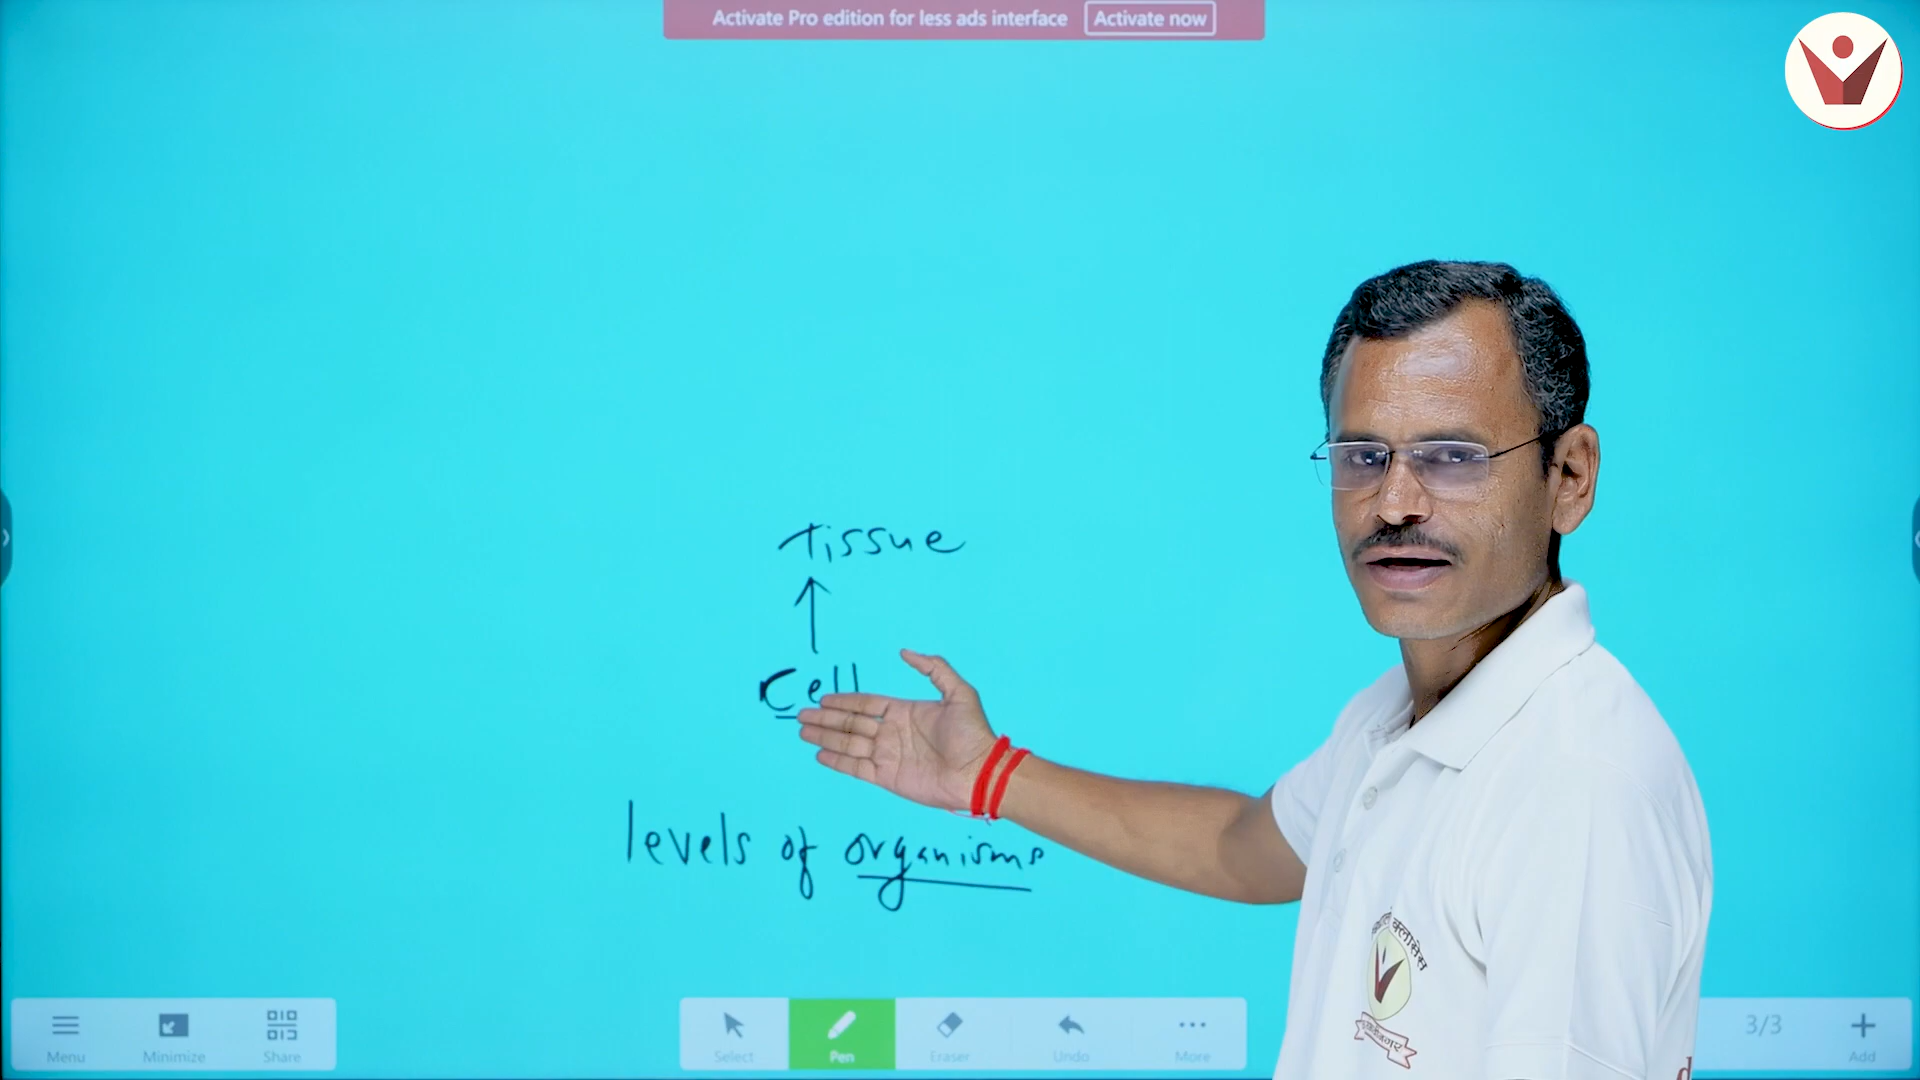 Activate Pro edition for less ads interface Activate now
Tissue
Cell
levels of organisms
क्लासेस
Menu Minimize Share Select Pen Eraser Undo More 3/3 Add